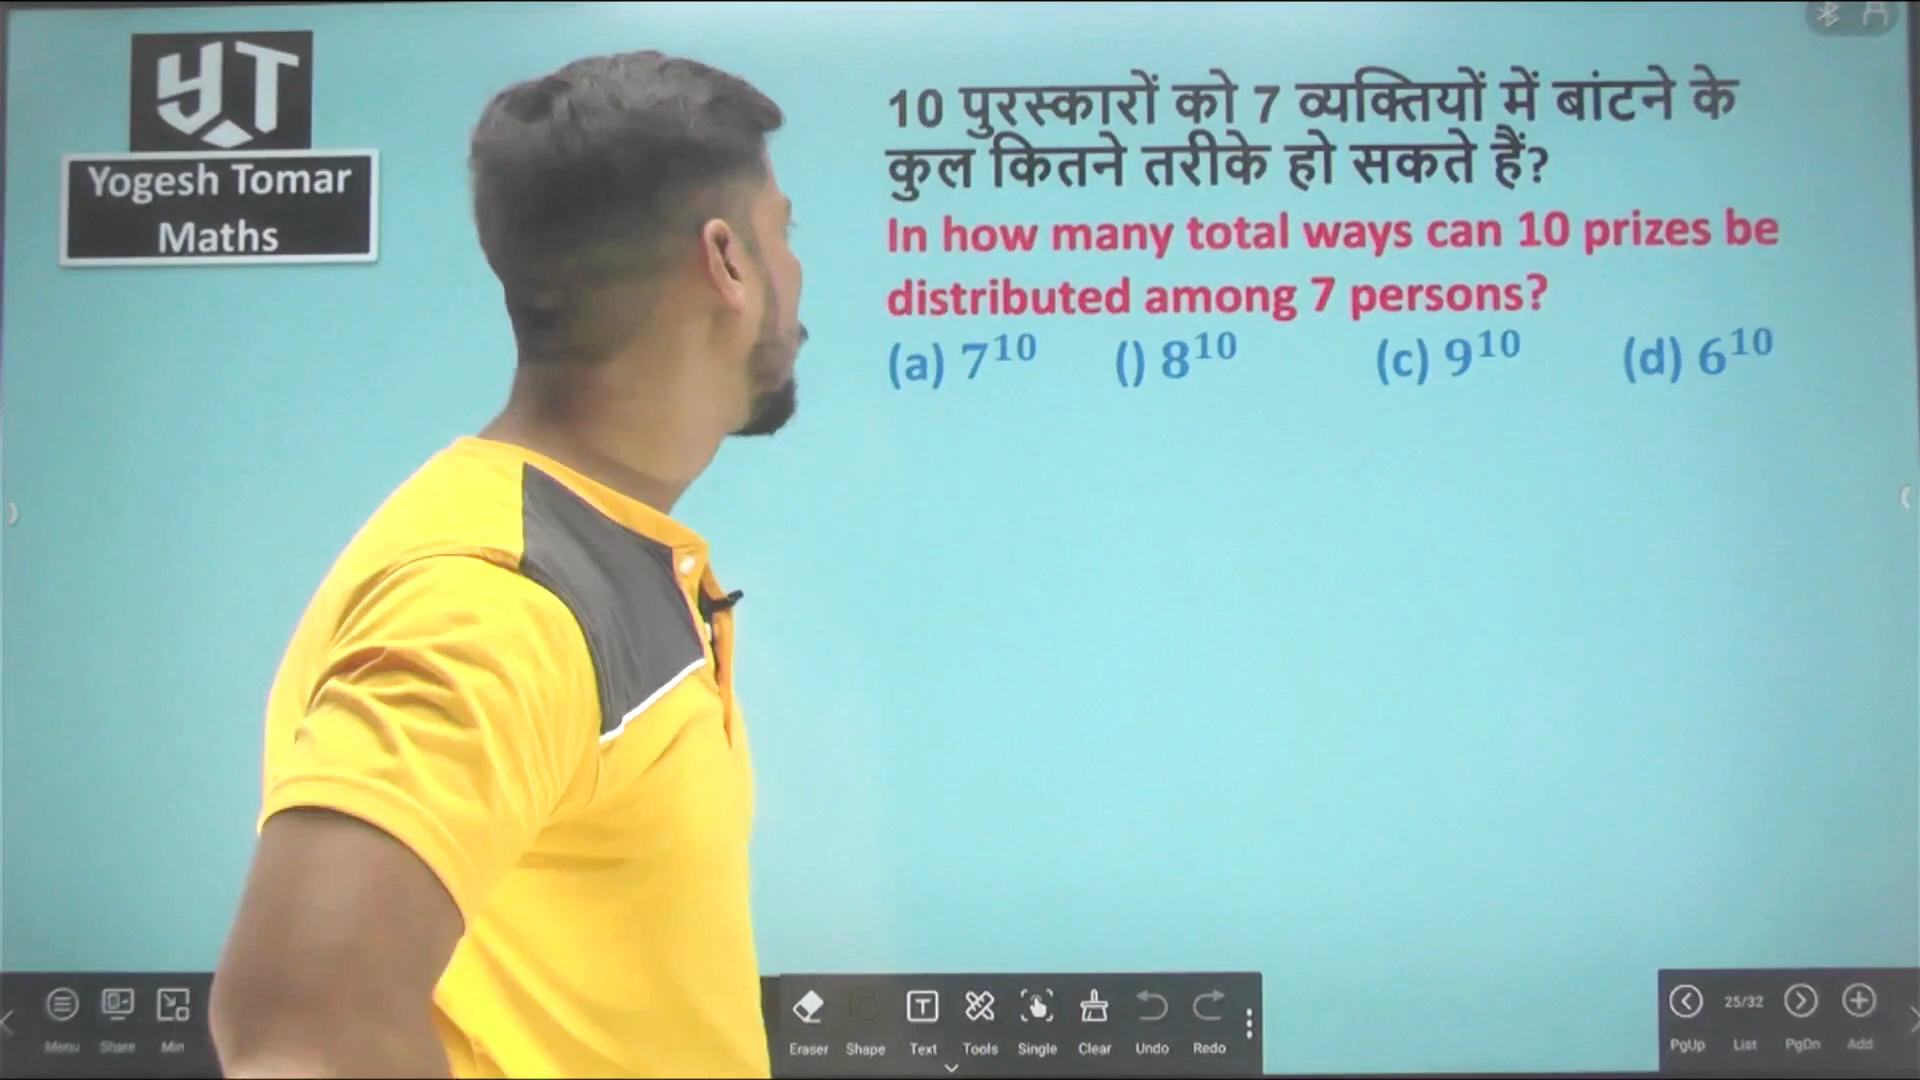 YT
Yogesh Tomar
Maths
10 पुरस्कारों को 7 व्यक्तियों में बांटने के
कुल कितने तरीके हो सकते हैं?
In how many total ways can 10 prizes be
distributed among 7 persons?
(a) 7¹⁰ () 8¹⁰ (c) 9¹⁰ (d) 6¹⁰
Menu Share Min
Eraser Shape Text Tools Single Clear Undo Redo
25/32
PgUp List PgDn Add